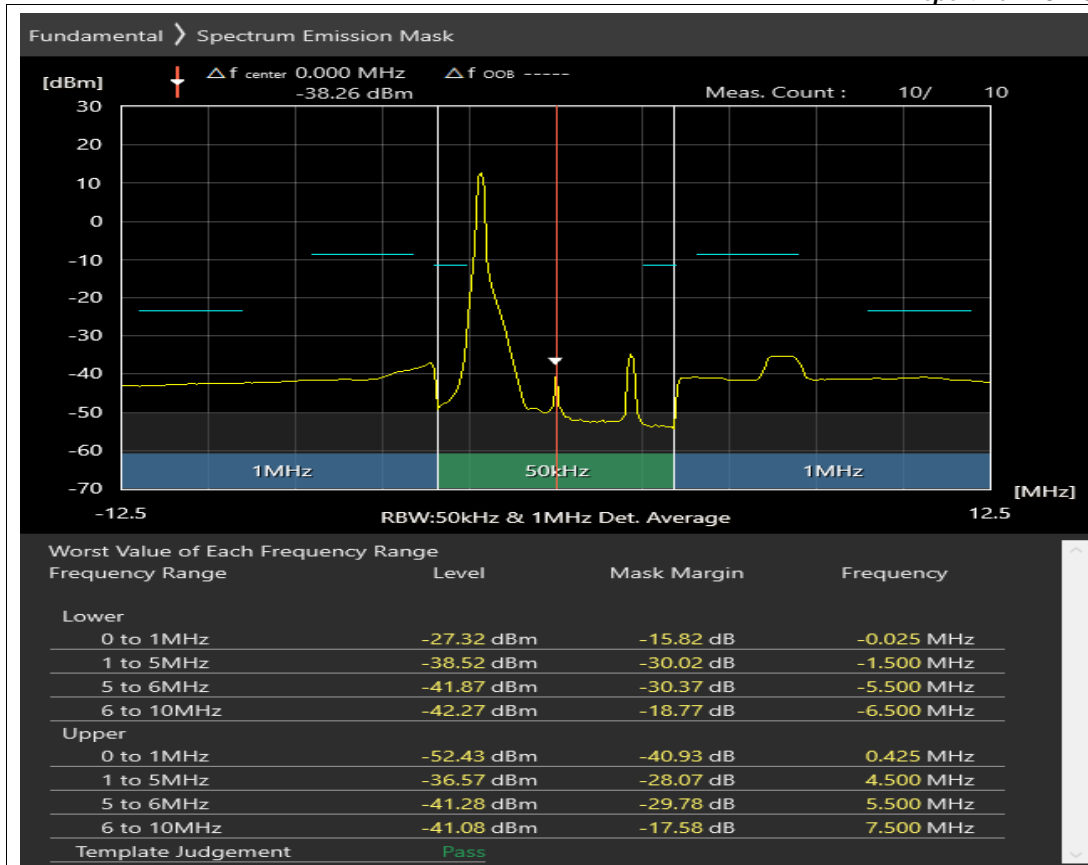 Fundamental ❯ Spectrum Emission Mask
[dBm] △f center 0.000 MHz △f OOB -----
-38.26 dBm Meas. Count : 10/ 10
30
20
10
0
-10
-20
-30
-40
-50
-60
-70
1MHz 50kHz 1MHz
[MHz]
-12.5 RBW:50kHz & 1MHz Det. Average 12.5
Worst Value of Each Frequency Range
Frequency Range Level Mask Margin Frequency
Lower
0 to 1MHz -27.32 dBm -15.82 dB -0.025 MHz
1 to 5MHz -38.52 dBm -30.02 dB -1.500 MHz
5 to 6MHz -41.87 dBm -30.37 dB -5.500 MHz
6 to 10MHz -42.27 dBm -18.77 dB -6.500 MHz
Upper
0 to 1MHz -52.43 dBm -40.93 dB 0.425 MHz
1 to 5MHz -36.57 dBm -28.07 dB 4.500 MHz
5 to 6MHz -41.28 dBm -29.78 dB 5.500 MHz
6 to 10MHz -41.08 dBm -17.58 dB 7.500 MHz
Template Judgement Pass